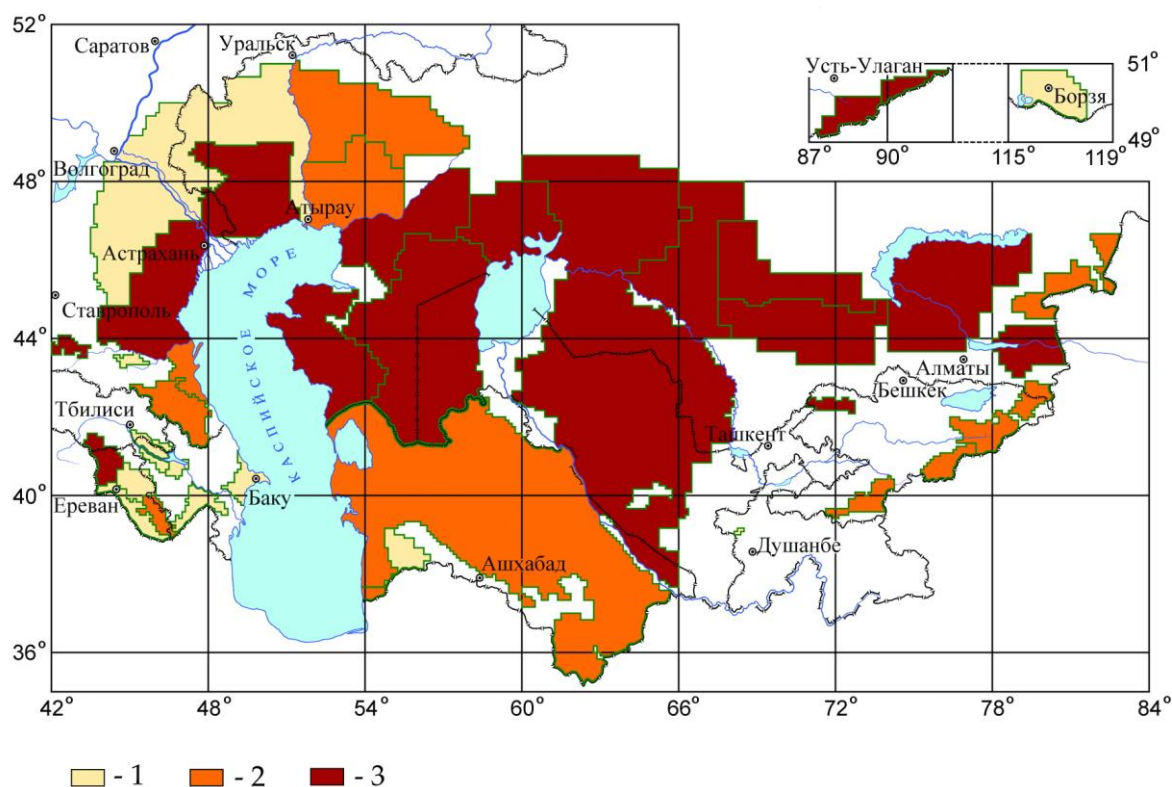 52°
Саратов
Уральск
Усть-Улаган
51°
Борзя
49°
87°
90°
115°
119°
Волгоград
48°
Атырау
Астрахань
КАСПИЙСКОЕ МОРЕ
Ставрополь
44°
Алматы
Бешкек
Тбилиси
Ташкент
40°
Ереван
Баку
Душанбе
Ашхабад
36°
42°
48°
54°
60°
66°
72°
78°
84°
- 1
- 2
- 3